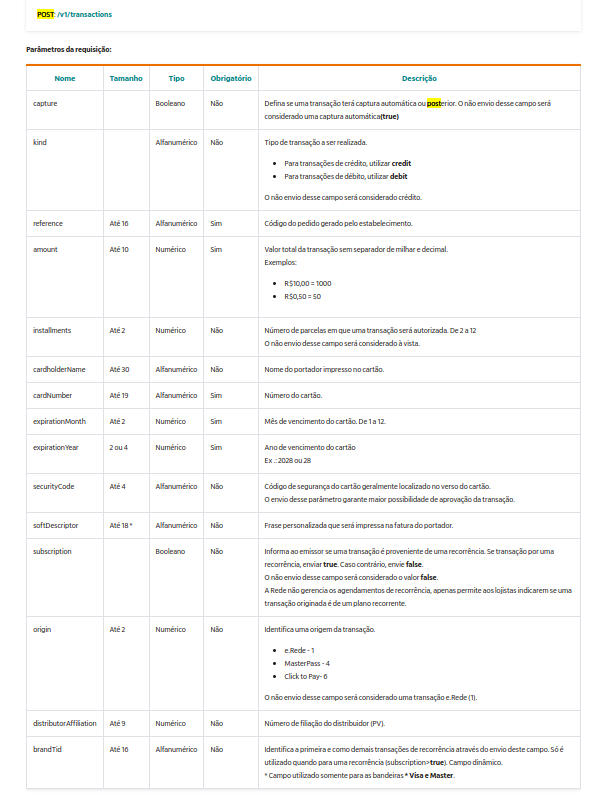 POST: /v1/transactions
Parâmetros da requisição:
Nome Tamanho Tipo Obrigatório Descrição
capture Booleano Não Defina se uma transação terá captura automática ou posterior. O não envio desse campo será
considerado uma captura automática(true)
kind Alfanumérico Não Tipo de transação a ser realizada.
• Para transações de crédito, utilizar credit
• Para transações de débito, utilizar debit
O não envio desse campo será considerado crédito.
reference Até 16 Alfanumérico Sim Código do pedido gerado pelo estabelecimento.
amount Até 10 Numérico Sim Valor total da transação sem separador de milhar e decimal.
Exemplos:
• R$10,00 = 1000
• R$0,50 = 50
installments Até 2 Numérico Não Número de parcelas em que uma transação será autorizada. De 2 a 12
O não envio desse campo será considerado à vista.
cardholderName Até 30 Alfanumérico Não Nome do portador impresso no cartão.
cardNumber Até 19 Alfanumérico Sim Número do cartão.
expirationMonth Até 2 Numérico Sim Mês de vencimento do cartão. De 1 a 12.
expirationYear 2 ou 4 Numérico Sim Ano de vencimento do cartão
Ex .: 2028 ou 28
securityCode Até 4 Alfanumérico Não Código de segurança do cartão geralmente localizado no verso do cartão.
O envio desse parâmetro garante maior possibilidade de aprovação da transação.
softDescriptor Até 18 * Alfanumérico Não Frase personalizada que será impressa na fatura do portador.
subscription Booleano Não Informa ao emissor se uma transação é proveniente de uma recorrência. Se transação por uma
recorrência, enviar true. Caso contrário, envie false.
O não envio desse campo será considerado o valor false.
A Rede não gerencia os agendamentos de recorrência, apenas permite aos lojistas indicarem se uma
transação originada é de um plano recorrente.
origin Até 2 Numérico Não Identifica uma origem da transação.
• e.Rede - 1
• MasterPass - 4
• Click to Pay- 6
O não envio desse campo será considerado uma transação e.Rede (1).
distributorAffiliation Até 9 Numérico Não Número de filiação do distribuidor (PV).
brandTid Até 16 Alfanumérico Não Identifica a primeira e como demais transações de recorrência através do envio deste campo. Só é
utilizado quando para uma recorrência (subscription>true). Campo dinâmico.
* Campo utilizado somente para as bandeiras * Visa e Master.